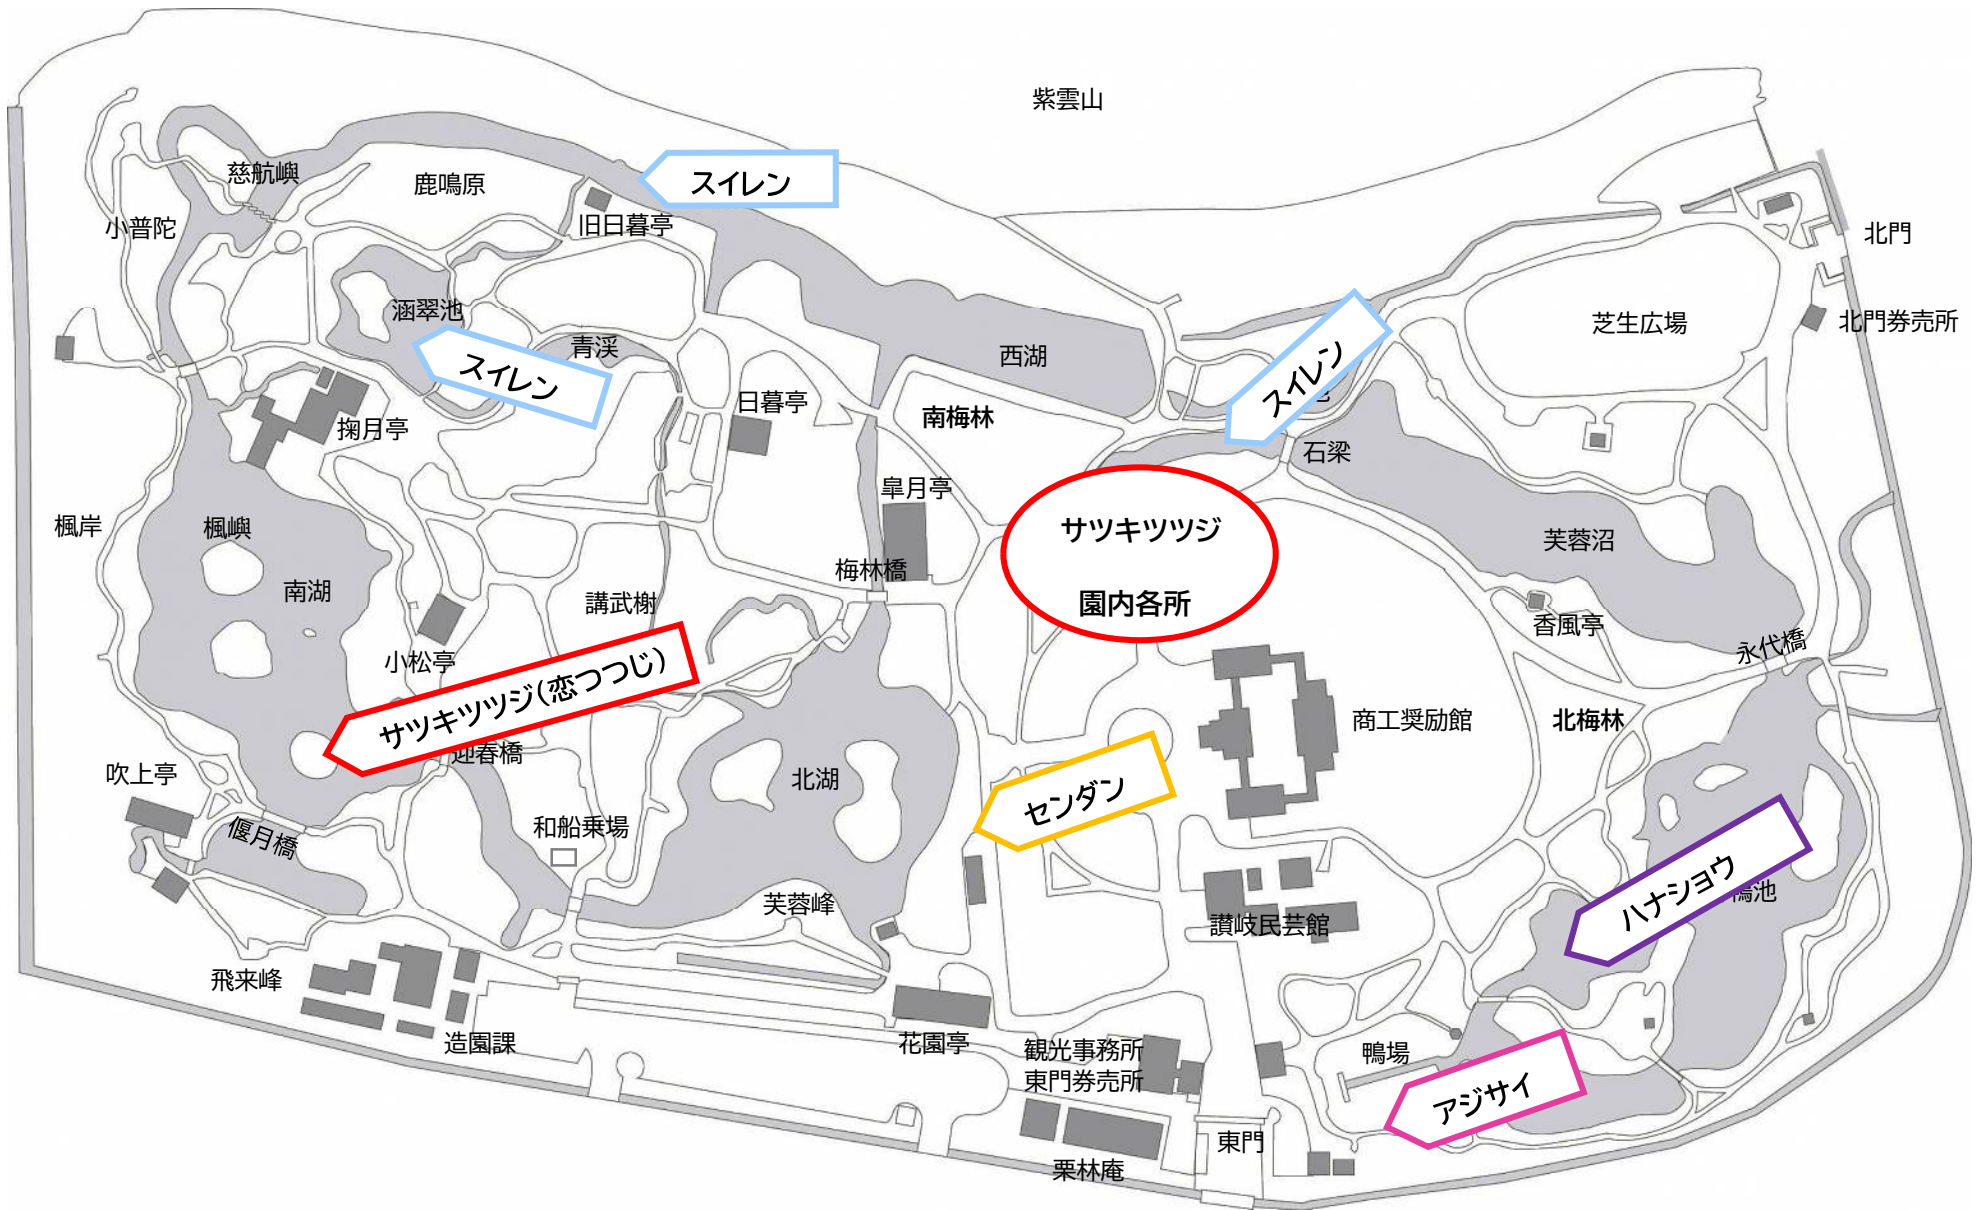 紫雲山
スイレン
慈航嶼
鹿鳴原
小普陀
旧日暮亭
北門
涵翠池
北門券売所
芝生広場
青渓
西湖
スイレン
スイレン
日暮亭
南梅林
掬月亭
石梁
皐月亭
楓岸
楓嶼
サツキツツジ
園内各所
芙蓉沼
梅林橋
南湖
講武榭
香風亭
永代橋
小松亭
サツキツツジ(恋つつじ)
商工奨励館
北梅林
迎春橋
吹上亭
北湖
センダン
和船乗場
偃月橋
ハナショウ
鴨池
芙蓉峰
讃岐民芸館
飛来峰
造園課
花園亭
観光事務所
東門券売所
鴨場
アジサイ
東門
栗林庵